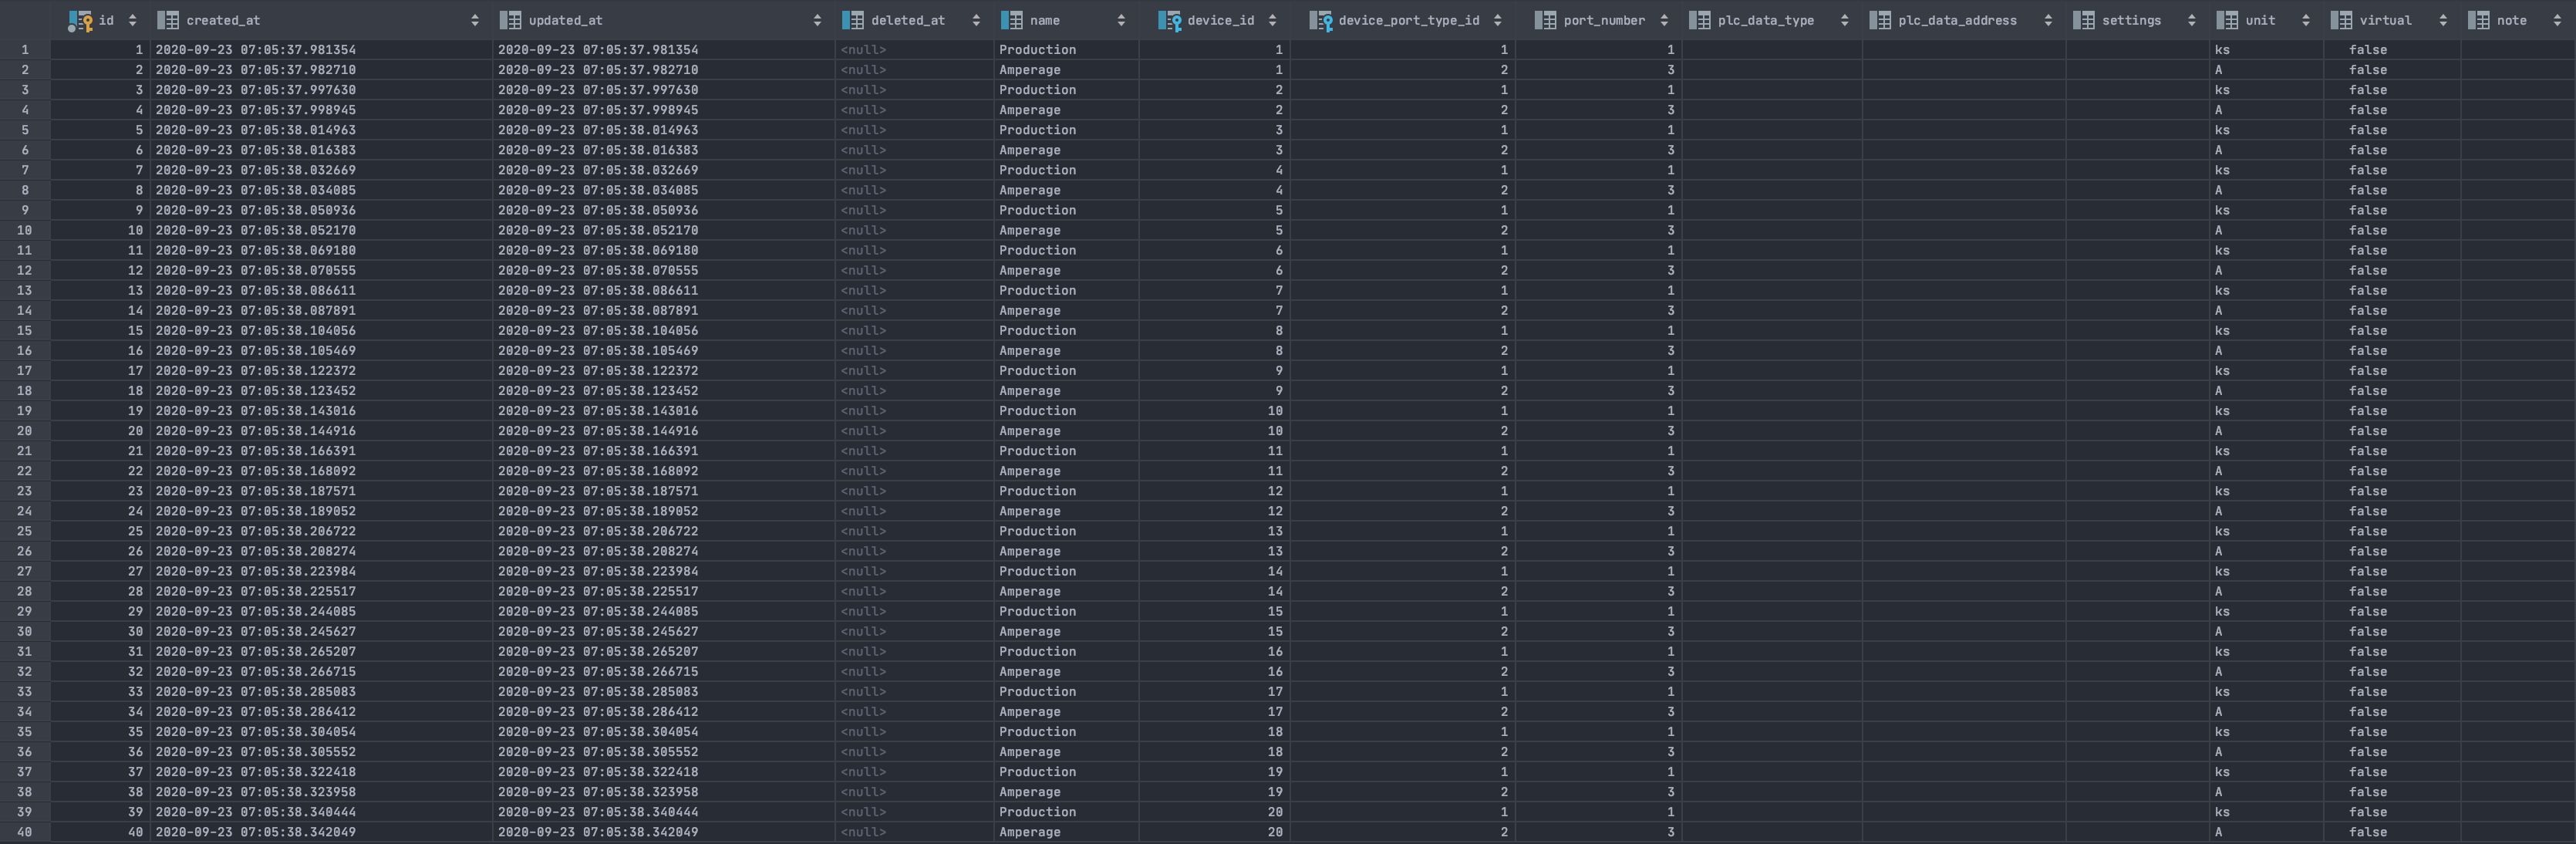 id created_at updated_at deleted_at name device_id device_port_type_id port_number plc_data_type plc_data_address settings unit virtual note
1 1 2020-09-23 07:05:37.981354 2020-09-23 07:05:37.981354 <null> Production 1 1 1 ks false
2 2 2020-09-23 07:05:37.982710 2020-09-23 07:05:37.982710 <null> Amperage 1 2 3 A false
3 3 2020-09-23 07:05:37.997630 2020-09-23 07:05:37.997630 <null> Production 2 1 1 ks false
4 4 2020-09-23 07:05:37.998945 2020-09-23 07:05:37.998945 <null> Amperage 2 2 3 A false
5 5 2020-09-23 07:05:38.014963 2020-09-23 07:05:38.014963 <null> Production 3 1 1 ks false
6 6 2020-09-23 07:05:38.016383 2020-09-23 07:05:38.016383 <null> Amperage 3 2 3 A false
7 7 2020-09-23 07:05:38.032669 2020-09-23 07:05:38.032669 <null> Production 4 1 1 ks false
8 8 2020-09-23 07:05:38.034085 2020-09-23 07:05:38.034085 <null> Amperage 4 2 3 A false
9 9 2020-09-23 07:05:38.050936 2020-09-23 07:05:38.050936 <null> Production 5 1 1 ks false
10 10 2020-09-23 07:05:38.052170 2020-09-23 07:05:38.052170 <null> Amperage 5 2 3 A false
11 11 2020-09-23 07:05:38.069180 2020-09-23 07:05:38.069180 <null> Production 6 1 1 ks false
12 12 2020-09-23 07:05:38.070555 2020-09-23 07:05:38.070555 <null> Amperage 6 2 3 A false
13 13 2020-09-23 07:05:38.086611 2020-09-23 07:05:38.086611 <null> Production 7 1 1 ks false
14 14 2020-09-23 07:05:38.087891 2020-09-23 07:05:38.087891 <null> Amperage 7 2 3 A false
15 15 2020-09-23 07:05:38.104056 2020-09-23 07:05:38.104056 <null> Production 8 1 1 ks false
16 16 2020-09-23 07:05:38.105469 2020-09-23 07:05:38.105469 <null> Amperage 8 2 3 A false
17 17 2020-09-23 07:05:38.122372 2020-09-23 07:05:38.122372 <null> Production 9 1 1 ks false
18 18 2020-09-23 07:05:38.123452 2020-09-23 07:05:38.123452 <null> Amperage 9 2 3 A false
19 19 2020-09-23 07:05:38.143016 2020-09-23 07:05:38.143016 <null> Production 10 1 1 ks false
20 20 2020-09-23 07:05:38.144916 2020-09-23 07:05:38.144916 <null> Amperage 10 2 3 A false
21 21 2020-09-23 07:05:38.166391 2020-09-23 07:05:38.166391 <null> Production 11 1 1 ks false
22 22 2020-09-23 07:05:38.168092 2020-09-23 07:05:38.168092 <null> Amperage 11 2 3 A false
23 23 2020-09-23 07:05:38.187571 2020-09-23 07:05:38.187571 <null> Production 12 1 1 ks false
24 24 2020-09-23 07:05:38.189052 2020-09-23 07:05:38.189052 <null> Amperage 12 2 3 A false
25 25 2020-09-23 07:05:38.206722 2020-09-23 07:05:38.206722 <null> Production 13 1 1 ks false
26 26 2020-09-23 07:05:38.208274 2020-09-23 07:05:38.208274 <null> Amperage 13 2 3 A false
27 27 2020-09-23 07:05:38.223984 2020-09-23 07:05:38.223984 <null> Production 14 1 1 ks false
28 28 2020-09-23 07:05:38.225517 2020-09-23 07:05:38.225517 <null> Amperage 14 2 3 A false
29 29 2020-09-23 07:05:38.244085 2020-09-23 07:05:38.244085 <null> Production 15 1 1 ks false
30 30 2020-09-23 07:05:38.245627 2020-09-23 07:05:38.245627 <null> Amperage 15 2 3 A false
31 31 2020-09-23 07:05:38.265207 2020-09-23 07:05:38.265207 <null> Production 16 1 1 ks false
32 32 2020-09-23 07:05:38.266715 2020-09-23 07:05:38.266715 <null> Amperage 16 2 3 A false
33 33 2020-09-23 07:05:38.285083 2020-09-23 07:05:38.285083 <null> Production 17 1 1 ks false
34 34 2020-09-23 07:05:38.286412 2020-09-23 07:05:38.286412 <null> Amperage 17 2 3 A false
35 35 2020-09-23 07:05:38.304054 2020-09-23 07:05:38.304054 <null> Production 18 1 1 ks false
36 36 2020-09-23 07:05:38.305552 2020-09-23 07:05:38.305552 <null> Amperage 18 2 3 A false
37 37 2020-09-23 07:05:38.322418 2020-09-23 07:05:38.322418 <null> Production 19 1 1 ks false
38 38 2020-09-23 07:05:38.323958 2020-09-23 07:05:38.323958 <null> Amperage 19 2 3 A false
39 39 2020-09-23 07:05:38.340444 2020-09-23 07:05:38.340444 <null> Production 20 1 1 ks false
40 40 2020-09-23 07:05:38.342049 2020-09-23 07:05:38.342049 <null> Amperage 20 2 3 A false